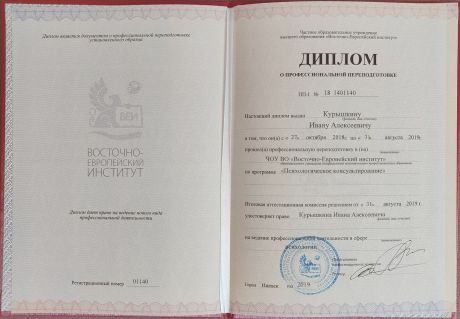 Диплом является документом о профессиональной переподготовке
установленного образца
ВЕИ
ВОСТОЧНО-
ЕВРОПЕЙСКИЙ
ИНСТИТУТ
Диплом дает право на ведение нового вида
профессиональной деятельности
Регистрационный номер 01140
Частное образовательное учреждение
высшего образования «Восточно-Европейский институт»
ДИПЛОМ
О ПРОФЕССИОНАЛЬНОЙ ПЕРЕПОДГОТОВКЕ
ПП-I № 18 1401140
Настоящий диплом выдан Курышкину
Ивану Алексеевичу
в том, что он(а) с «27» октября 2018г. по «31» августа 2019г.
прошел(а) профессиональную переподготовку в (на)
ЧОУ ВО «Восточно-Европейский институт»
по программе «Психологическое консультирование»
Итоговая аттестационная комиссия решением от «31» августа 2019 г.
удостоверяет право Курышкина Ивана Алексеевича
на ведение профессиональной деятельности в сфере
психологии
Город Ижевск год 2019